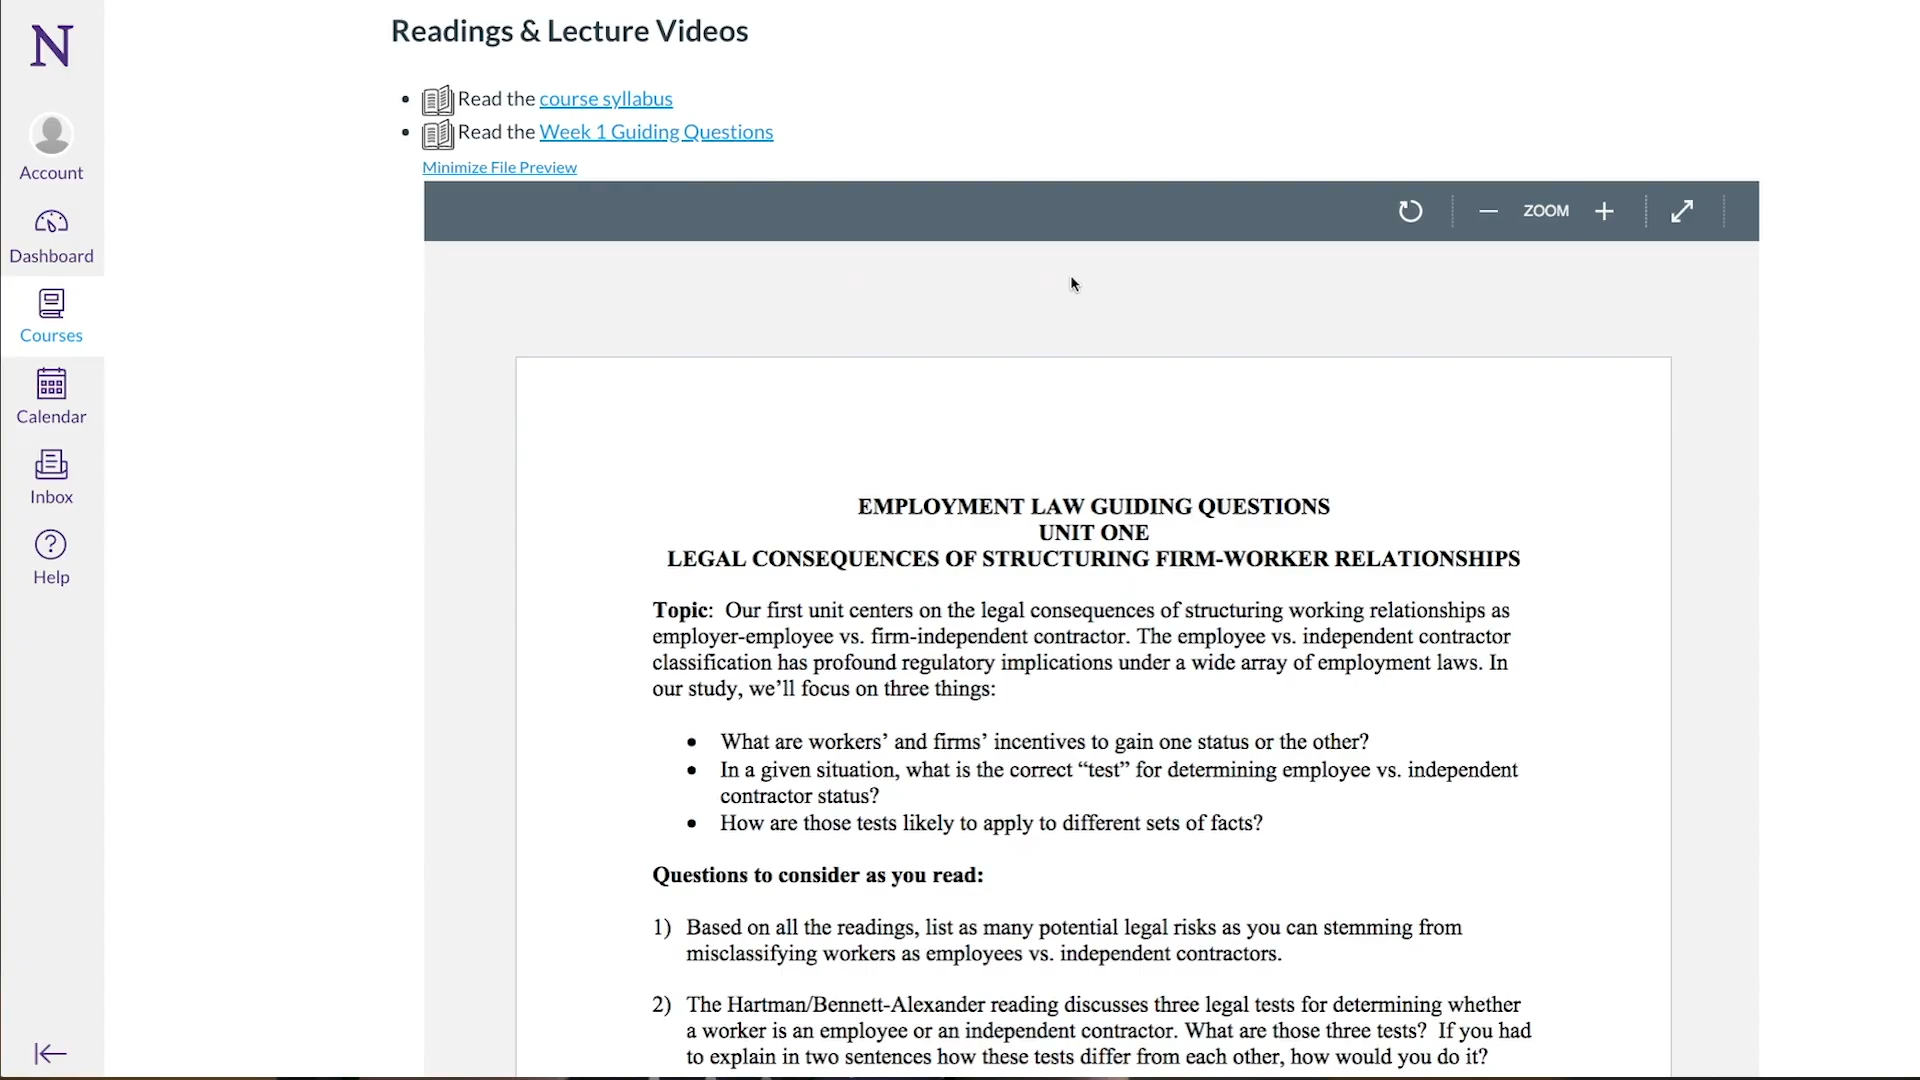 N
Account
Dashboard
Courses
Calendar
Inbox
Help
Readings & Lecture Videos
Read the course syllabus
Read the Week 1 Guiding Questions
Minimize File Preview
ZOOM
EMPLOYMENT LAW GUIDING QUESTIONS
UNIT ONE
LEGAL CONSEQUENCES OF STRUCTURING FIRM-WORKER RELATIONSHIPS
Topic: Our first unit centers on the legal consequences of structuring working relationships as
employer-employee vs. firm-independent contractor. The employee vs. independent contractor
classification has profound regulatory implications under a wide array of employment laws. In
our study, we’ll focus on three things:
• What are workers’ and firms’ incentives to gain one status or the other?
• In a given situation, what is the correct “test” for determining employee vs. independent
contractor status?
• How are those tests likely to apply to different sets of facts?
Questions to consider as you read:
1) Based on all the readings, list as many potential legal risks as you can stemming from
misclassifying workers as employees vs. independent contractors.
2) The Hartman/Bennett-Alexander reading discusses three legal tests for determining whether
a worker is an employee or an independent contractor. What are those three tests? If you had
to explain in two sentences how these tests differ from each other, how would you do it?